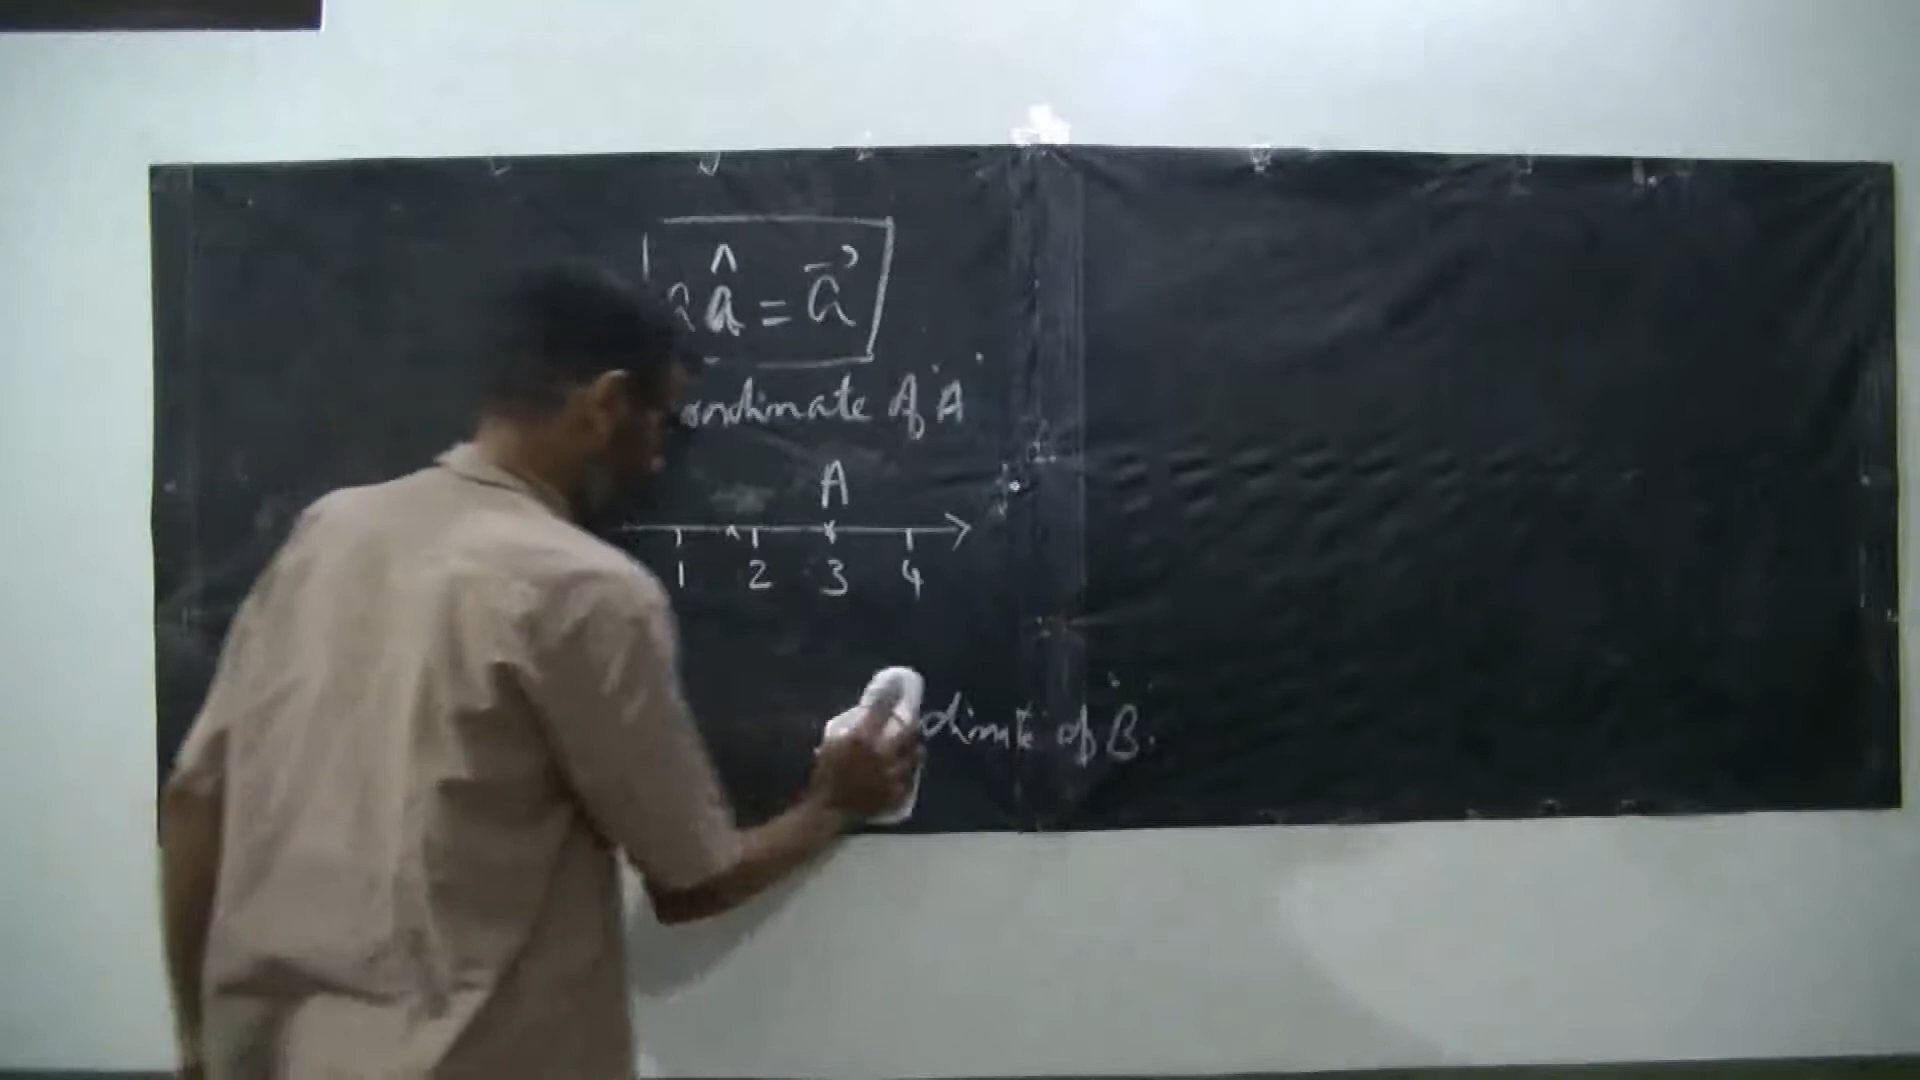 a â = a⃗
ordinate of "A"
A
1 2 3 4
dinate of B.